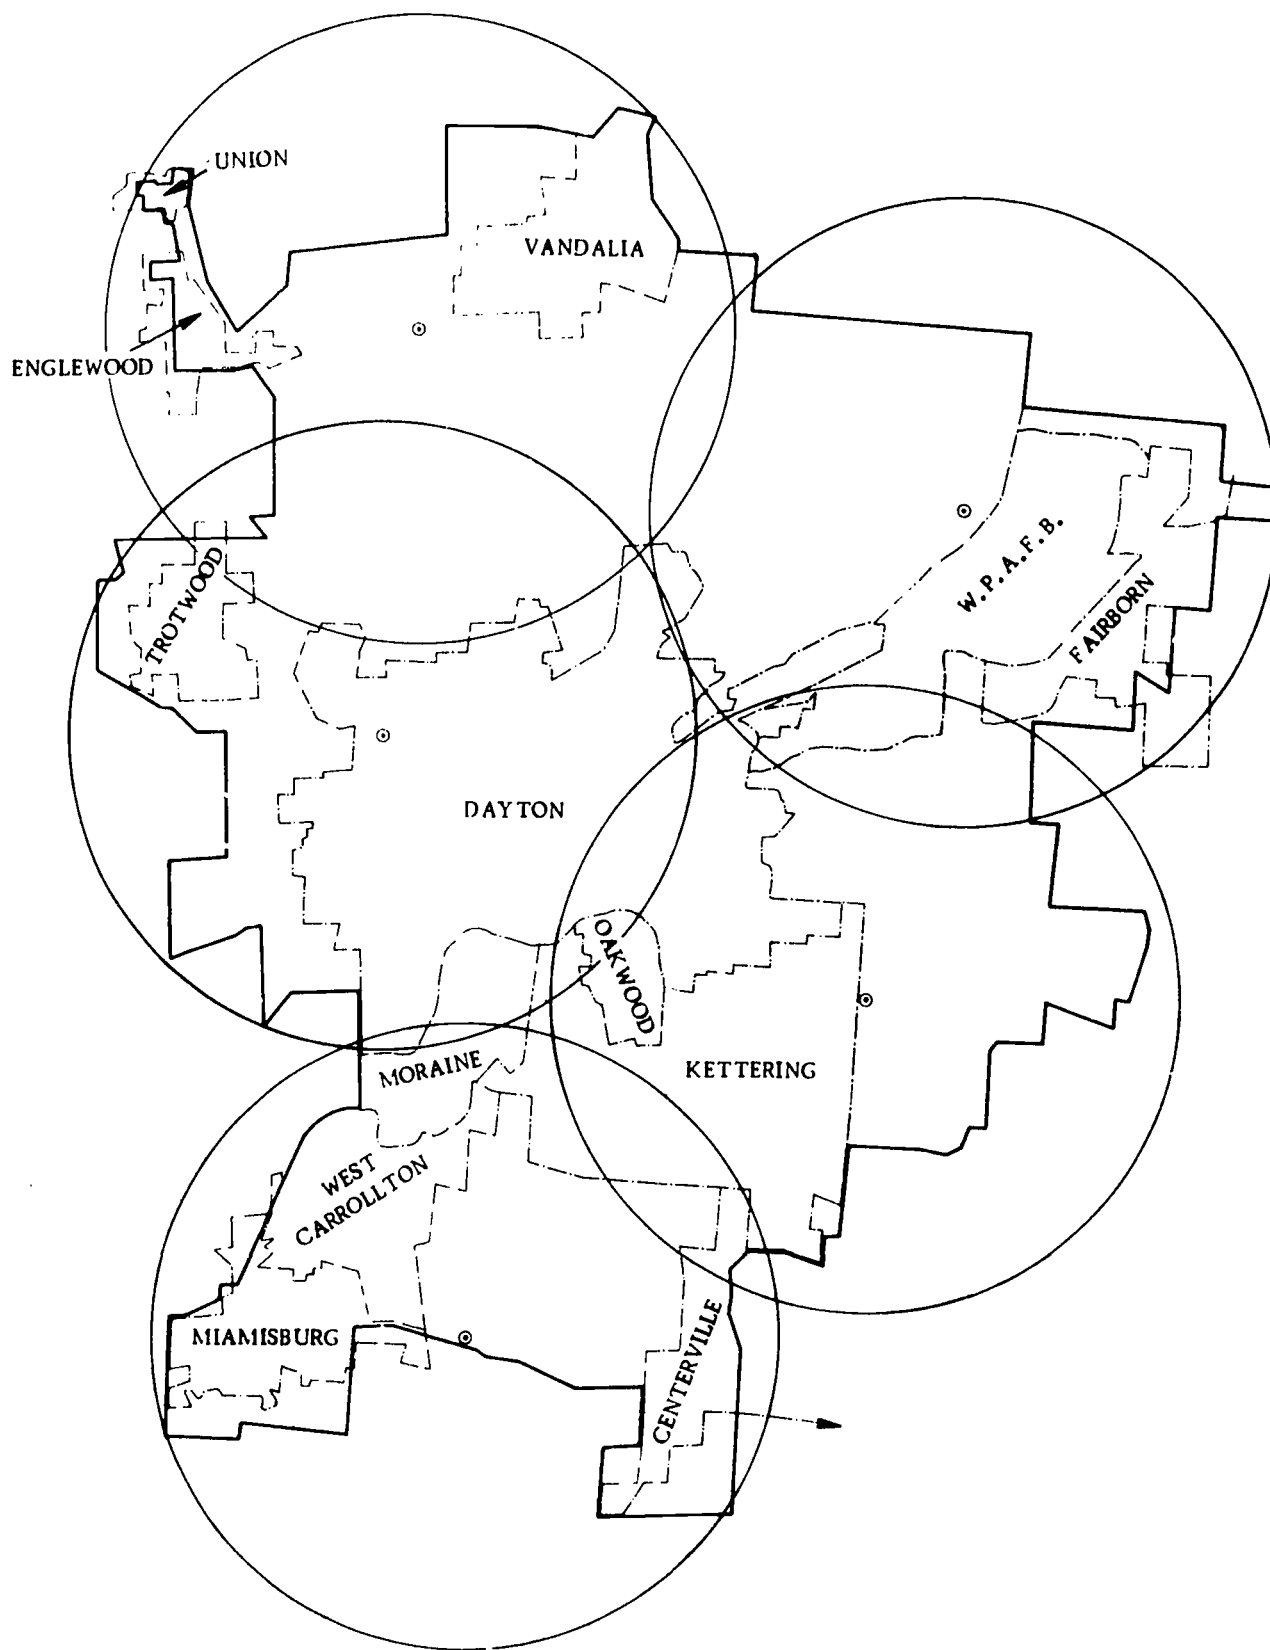 UNION
VANDALIA
ENGLEWOOD
W.P.A.F.B.
TROTWOOD
FAIRBORN
DAYTON
OAKWOOD
MORAINE
KETTERING
WEST
CARROLLTON
MIAMISBURG
CENTERVILLE